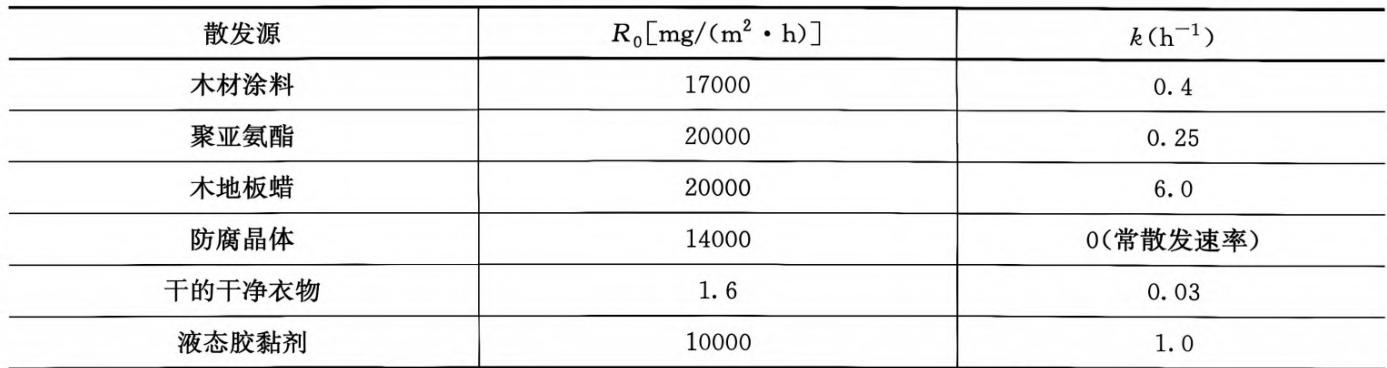 散发源 R₀[mg/(m²·h)] k(h⁻¹)
木材涂料 17000 0.4
聚亚氨酯 20000 0.25
木地板蜡 20000 6.0
防腐晶体 14000 0(常散发速率)
干的干净衣物 1.6 0.03
液态胶黏剂 10000 1.0